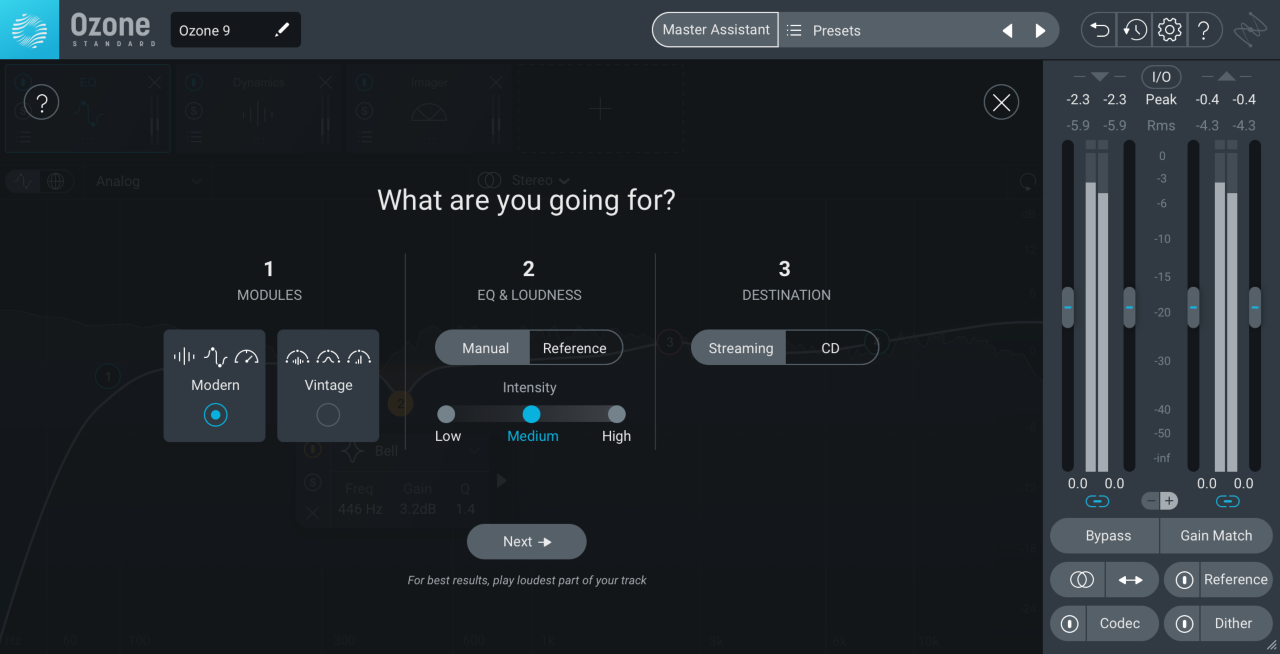 Ozone
STANDARD
Ozone 9
Master Assistant
Presets
?
EQ
Dynamics
Imager
?
Analog
Stereo
What are you going for?
1
MODULES
Modern
Vintage
2
EQ & LOUDNESS
Manual
Reference
Intensity
Low
Medium
High
3
DESTINATION
Streaming
CD
1
2
3
Bell
S
Freq Gain Q
446 Hz 3.2dB 1.4
Next
For best results, play loudest part of your track
I/O
-2.3 -2.3 Peak -0.4 -0.4
-5.9 -5.9 Rms -4.3 -4.3
0
-3
-6
-10
-15
-20
-30
-40
-50
-inf
0.0 0.0 0.0 0.0
Bypass
Gain Match
Reference
Codec
Dither